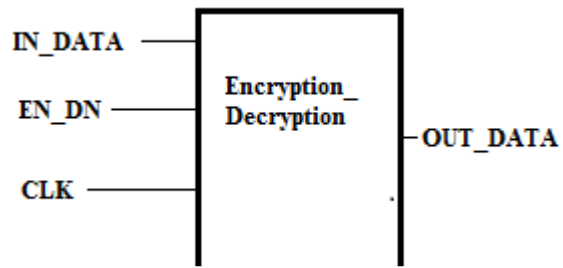 IN_DATA
EN_DN
CLK
Encryption_
Decryption
OUT_DATA